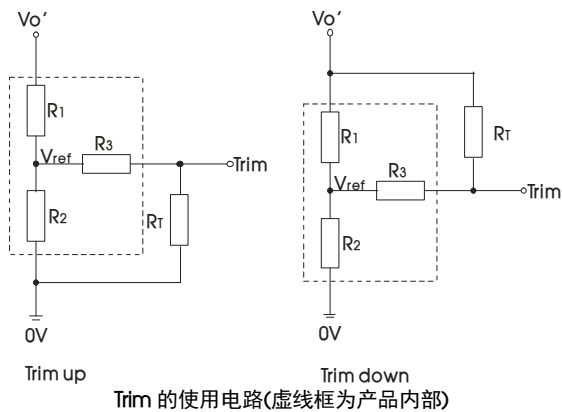 Vo'
R1
Vref
R3
Trim
R2
RT
0V
Trim up
Vo'
R1
RT
Vref
R3
Trim
R2
0V
Trim down
Trim 的使用电路(虚线框为产品内部)